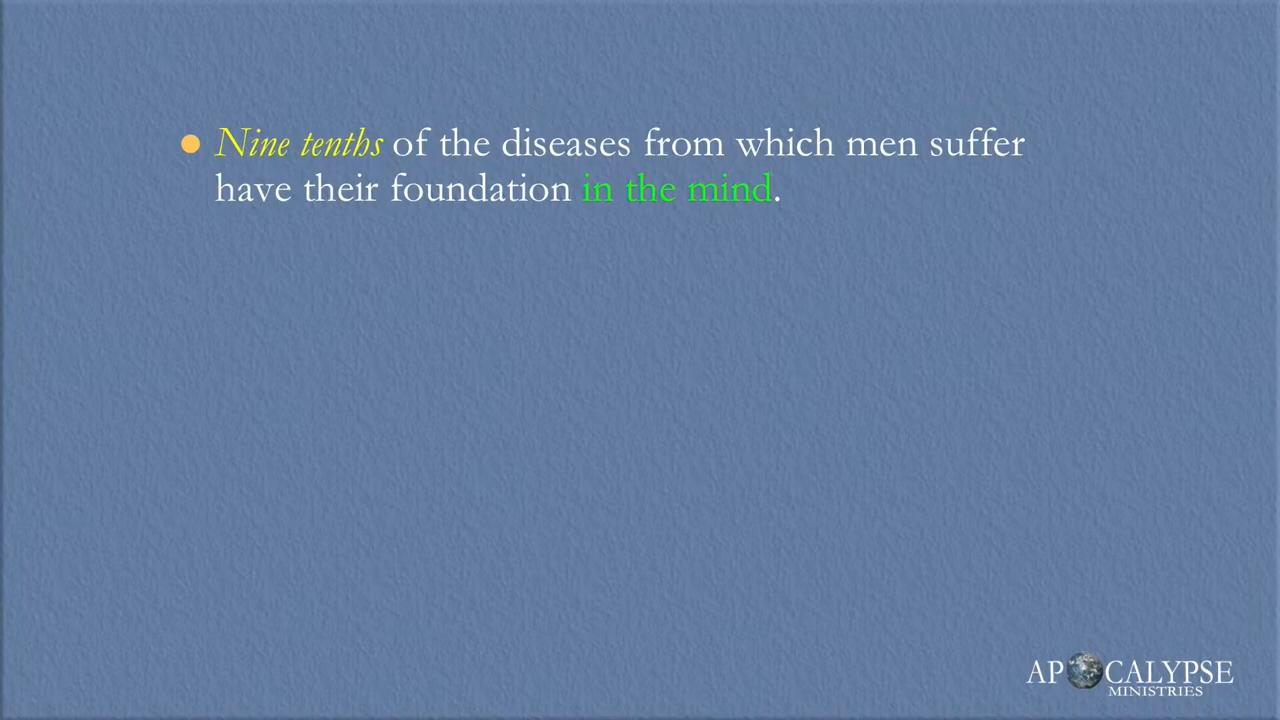 Nine tenths of the diseases from which men suffer
have their foundation in the mind.
APOCALYPSE
MINISTRIES